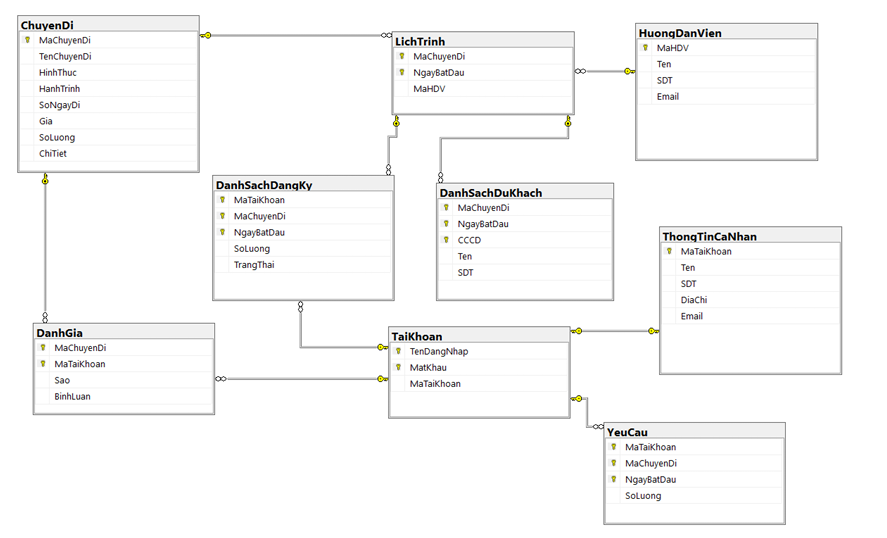 ChuyenDi
MaChuyenDi
TenChuyenDi
HinhThuc
HanhTrinh
SoNgayDi
Gia
SoLuong
ChiTiet
LichTrinh
MaChuyenDi
NgayBatDau
MaHDV
HuongDanVien
MaHDV
Ten
SDT
Email
DanhSachDangKy
MaTaiKhoan
MaChuyenDi
NgayBatDau
SoLuong
TrangThai
DanhSachDuKhach
MaChuyenDi
NgayBatDau
CCCD
Ten
SDT
ThongTinCaNhan
MaTaiKhoan
Ten
SDT
DiaChi
Email
DanhGia
MaChuyenDi
MaTaiKhoan
Sao
BinhLuan
TaiKhoan
TenDangNhap
MatKhau
MaTaiKhoan
YeuCau
MaTaiKhoan
MaChuyenDi
NgayBatDau
SoLuong